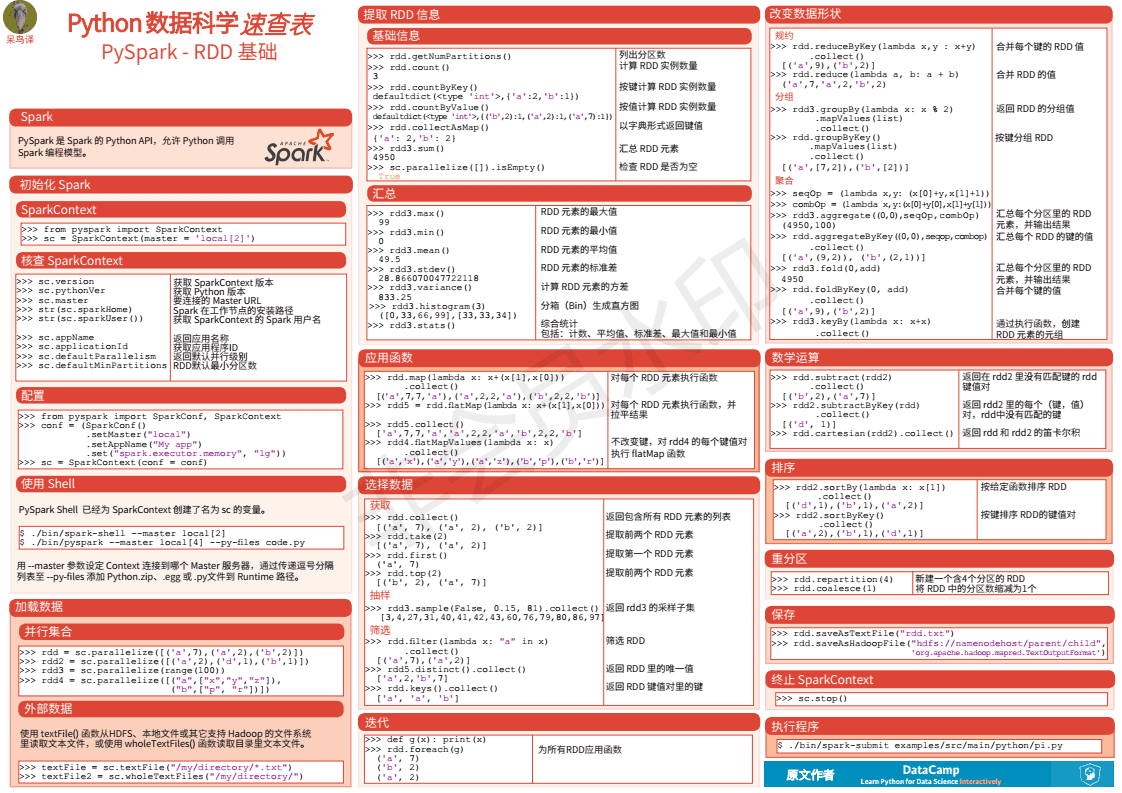 呆鸟译
Python 数据科学 速查表
PySpark - RDD 基础
Spark
PySpark 是 Spark 的 Python API，允许 Python 调用
Spark 编程模型。
APACHE
Spark
初始化 Spark
SparkContext
>>> from pyspark import SparkContext
>>> sc = SparkContext(master = 'local[2]')
核查 SparkContext
>>> sc.version 获取 SparkContext 版本
>>> sc.pythonVer 获取 Python 版本
>>> sc.master 要连接的 Master URL
>>> str(sc.sparkHome) Spark 在工作节点的安装路径
>>> str(sc.sparkUser()) 获取 SparkContext 的 Spark 用户名
>>> sc.appName 返回应用名称
>>> sc.applicationId 获取应用程序ID
>>> sc.defaultParallelism 返回默认并行级别
>>> sc.defaultMinPartitions RDD默认最小分区数
配置
>>> from pyspark import SparkConf, SparkContext
>>> conf = (SparkConf()
.setMaster("local")
.setAppName("My app")
.set("spark.executor.memory", "1g"))
>>> sc = SparkContext(conf = conf)
使用 Shell
PySpark Shell 已经为 SparkContext 创建了名为 sc 的变量。
$ ./bin/spark-shell --master local[2]
$ ./bin/pyspark --master local[4] --py-files code.py
用 --master 参数设定 Context 连接到哪个 Master 服务器，通过传递逗号分隔
列表至 --py-files 添加 Python.zip、.egg 或 .py文件到 Runtime 路径。
加载数据
并行集合
>>> rdd = sc.parallelize([('a',7),('a',2),('b',2)])
>>> rdd2 = sc.parallelize([('a',2),('d',1),('b',1)])
>>> rdd3 = sc.parallelize(range(100))
>>> rdd4 = sc.parallelize([("a",["x","y","z"]),
("b",["p", "r"])])
外部数据
使用 textFile() 函数从HDFS、本地文件或其它支持 Hadoop 的文件系统
里读取文本文件，或使用 wholeTextFiles() 函数读取目录里文本文件。
>>> textFile = sc.textFile("/my/directory/*.txt")
>>> textFile2 = sc.wholeTextFiles("/my/directory/")
提取 RDD 信息
基础信息
>>> rdd.getNumPartitions() 列出分区数
>>> rdd.count() 计算 RDD 实例数量
3
>>> rdd.countByKey() 按键计算 RDD 实例数量
defaultdict(<type 'int'>,{'a':2,'b':1})
>>> rdd.countByValue() 按值计算 RDD 实例数量
defaultdict(<type 'int'>,{('b',2):1,('a',2):1,('a',7):1})
>>> rdd.collectAsMap() 以字典形式返回键值
{'a': 2,'b': 2}
>>> rdd3.sum() 汇总 RDD 元素
4950
>>> sc.parallelize([]).isEmpty() 检查 RDD 是否为空
True
汇总
>>> rdd3.max() RDD 元素的最大值
99
>>> rdd3.min() RDD 元素的最小值
0
>>> rdd3.mean() RDD 元素的平均值
49.5
>>> rdd3.stdev() RDD 元素的标准差
28.866070047722118
>>> rdd3.variance() 计算 RDD 元素的方差
833.25
>>> rdd3.histogram(3) 分箱（Bin）生成直方图
([0,33,66,99],[33,33,34])
>>> rdd3.stats() 综合统计
包括：计数、平均值、标准差、最大值和最小值
应用函数
>>> rdd.map(lambda x: x+(x[1],x[0])) 对每个 RDD 元素执行函数
.collect()
[('a',7,7,'a'),('a',2,2,'a'),('b',2,2,'b')]
>>> rdd5 = rdd.flatMap(lambda x: x+(x[1],x[0])) 对每个 RDD 元素执行函数，并
拉平结果
>>> rdd5.collect()
['a',7,7,'a','a',2,2,'a','b',2,2,'b']
>>> rdd4.flatMapValues(lambda x: x) 不改变键，对 rdd4 的每个键值对
.collect() 执行 flatMap 函数
[('a','x'),('a','y'),('a','z'),('b','p'),('b','r')]
选择数据
获取
>>> rdd.collect() 返回包含所有 RDD 元素的列表
[('a', 7), ('a', 2), ('b', 2)]
>>> rdd.take(2) 提取前两个 RDD 元素
[('a', 7), ('a', 2)]
>>> rdd.first() 提取第一个 RDD 元素
('a', 7)
>>> rdd.top(2) 提取前两个 RDD 元素
[('b', 2), ('a', 7)]
抽样
>>> rdd3.sample(False, 0.15, 81).collect() 返回 rdd3 的采样子集
[3,4,27,31,40,41,42,43,60,76,79,80,86,97]
筛选
>>> rdd.filter(lambda x: "a" in x) 筛选 RDD
.collect()
[('a',7),('a',2)]
>>> rdd5.distinct().collect() 返回 RDD 里的唯一值
['a',2,'b',7]
>>> rdd.keys().collect() 返回 RDD 键值对里的键
['a', 'a', 'b']
迭代
>>> def g(x): print(x)
>>> rdd.foreach(g) 为所有RDD应用函数
('a', 7)
('b', 2)
('a', 2)
改变数据形状
规约
>>> rdd.reduceByKey(lambda x,y : x+y) 合并每个键的 RDD 值
.collect()
[('a',9),('b',2)]
>>> rdd.reduce(lambda a, b: a + b) 合并 RDD 的值
('a',7,'a',2,'b',2)
分组
>>> rdd3.groupBy(lambda x: x % 2) 返回 RDD 的分组值
.mapValues(list)
.collect()
>>> rdd.groupByKey() 按键分组 RDD
.mapValues(list)
.collect()
[('a',[7,2]),('b',[2])]
聚合
>>> seqOp = (lambda x,y: (x[0]+y,x[1]+1))
>>> combOp = (lambda x,y:(x[0]+y[0],x[1]+y[1]))
>>> rdd3.aggregate((0,0),seqOp,combOp) 汇总每个分区里的 RDD
(4950,100) 元素，并输出结果
>>> rdd.aggregateByKey((0,0),seqop,combop) 汇总每个 RDD 的键的值
.collect()
[('a',(9,2)), ('b',(2,1))]
>>> rdd3.fold(0,add) 汇总每个分区里的 RDD
4950 元素，并输出结果
>>> rdd.foldByKey(0, add) 合并每个键的值
.collect()
[('a',9),('b',2)]
>>> rdd3.keyBy(lambda x: x+x) 通过执行函数，创建
.collect() RDD 元素的元组
数学运算
>>> rdd.subtract(rdd2) 返回在 rdd2 里没有匹配键的 rdd
.collect() 键值对
[('b',2),('a',7)]
>>> rdd2.subtractByKey(rdd) 返回 rdd2 里的每个（键，值）
.collect() 对，rdd中没有匹配的键
[('d', 1)]
>>> rdd.cartesian(rdd2).collect() 返回 rdd 和 rdd2 的笛卡尔积
排序
>>> rdd2.sortBy(lambda x: x[1]) 按给定函数排序 RDD
.collect()
[('d',1),('b',1),('a',2)]
>>> rdd2.sortByKey() 按键排序 RDD的键值对
.collect()
[('a',2),('b',1),('d',1)]
重分区
>>> rdd.repartition(4) 新建一个含4个分区的 RDD
>>> rdd.coalesce(1) 将 RDD 中的分区数缩减为1个
保存
>>> rdd.saveAsTextFile("rdd.txt")
>>> rdd.saveAsHadoopFile("hdfs://namenodehost/parent/child",
'org.apache.hadoop.mapred.TextOutputFormat')
终止 SparkContext
>>> sc.stop()
执行程序
$ ./bin/spark-submit examples/src/main/python/pi.py
原文作者
DataCamp
Learn Python for Data Science Interactively
非会员水印